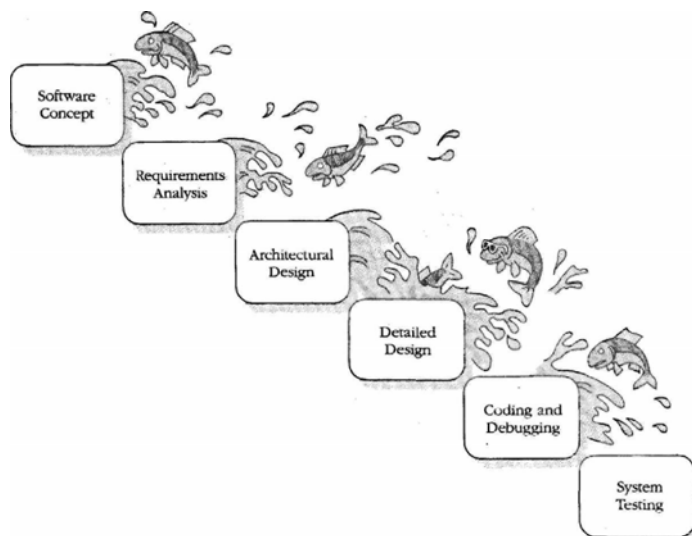 Software
Concept
Requirements
Analysis
Architectural
Design
Detailed
Design
Coding and
Debugging
System
Testing